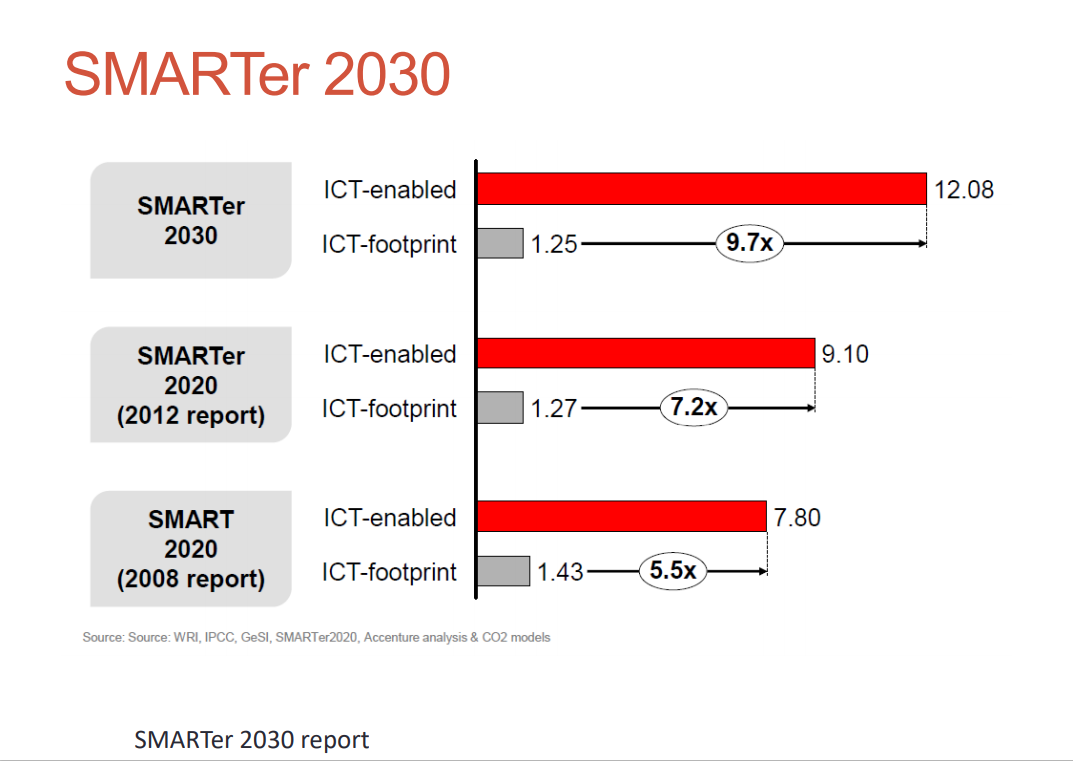 SMARTer 2030
SMARTer
2030
ICT-enabled
12.08
ICT-footprint
1.25
9.7x
SMARTer
2020
(2012 report)
ICT-enabled
9.10
ICT-footprint
1.27
7.2x
SMART
2020
(2008 report)
ICT-enabled
7.80
ICT-footprint
1.43
5.5x
Source: Source: WRI, IPCC, GeSI, SMARTer2020, Accenture analysis & CO2 models
SMARTer 2030 report